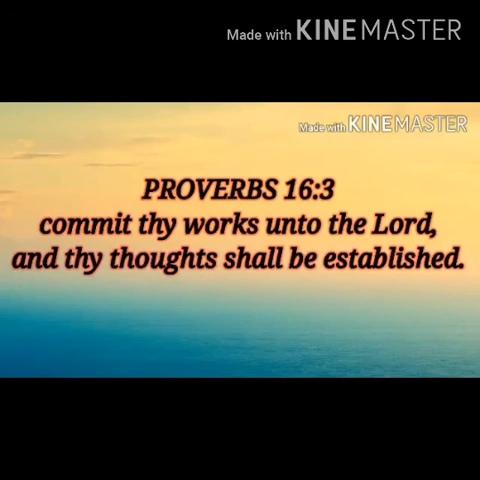 Made with KINEMASTER
Made with KINEMASTER
PROVERBS 16:3
commit thy works unto the Lord,
and thy thoughts shall be established.